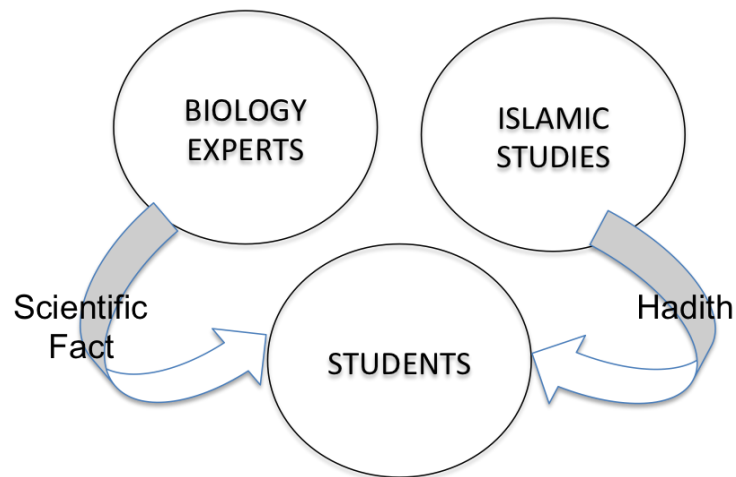 BIOLOGY
EXPERTS
ISLAMIC
STUDIES
Scientific
Fact
Hadith
STUDENTS